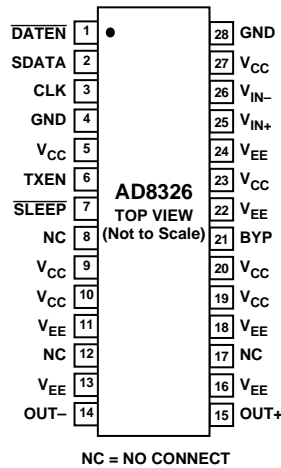 DATEN 1 28 GND
SDATA 2 27 VCC
CLK 3 26 VIN–
GND 4 25 VIN+
VCC 5 24 VEE
TXEN 6 23 VCC
SLEEP 7 22 VEE
NC 8 21 BYP
VCC 9 20 VCC
VCC 10 19 VCC
VEE 11 18 VEE
NC 12 17 NC
VEE 13 16 VEE
OUT– 14 15 OUT+
AD8326
TOP VIEW
(Not to Scale)
NC = NO CONNECT